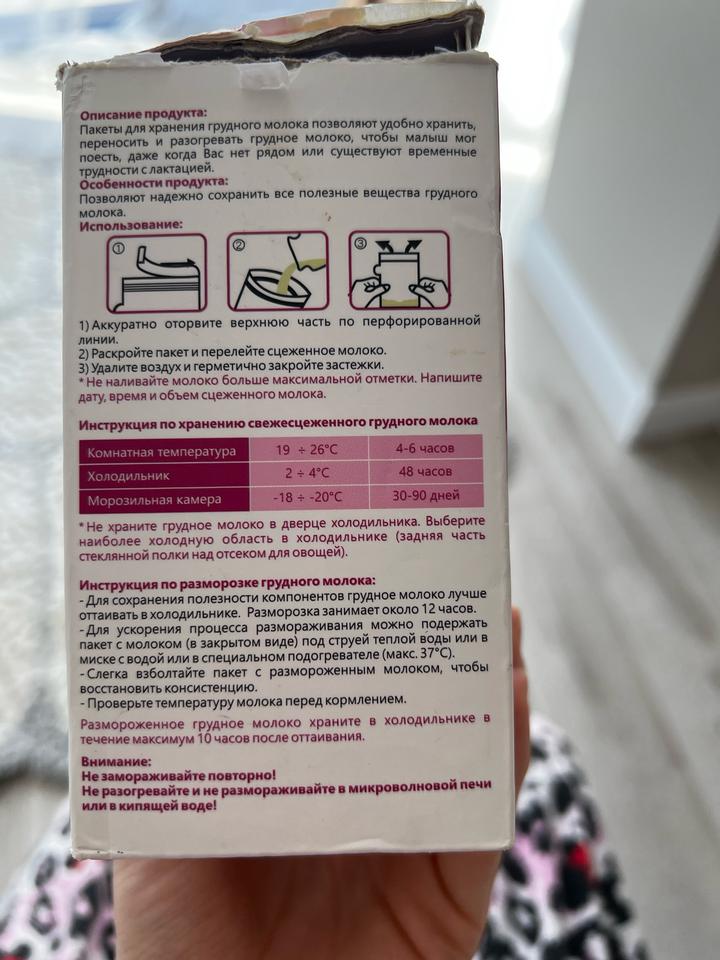 Описание продукта:
Пакеты для хранения грудного молока позволяют удобно хранить,
переносить и разогревать грудное молоко, чтобы малыш мог
поесть, даже когда Вас нет рядом или существуют временные
трудности с лактацией.
Особенности продукта:
Позволяют надежно сохранить все полезные вещества грудного
молока.
Использование:
1 2 3
1) Аккуратно оторвите верхнюю часть по перфорированной
линии.
2) Раскройте пакет и перелейте сцеженное молоко.
3) Удалите воздух и герметично закройте застежки.
* Не наливайте молоко больше максимальной отметки. Напишите
дату, время и объем сцеженного молока.
Инструкция по хранению свежесцеженного грудного молока
Комнатная температура 19 ÷ 26°C 4-6 часов
Холодильник 2 ÷ 4°C 48 часов
Морозильная камера -18 ÷ -20°C 30-90 дней
* Не храните грудное молоко в дверце холодильника. Выберите
наиболее холодную область в холодильнике (задняя часть
стеклянной полки над отсеком для овощей).
Инструкция по разморозке грудного молока:
- Для сохранения полезности компонентов грудное молоко лучше
оттаивать в холодильнике. Разморозка занимает около 12 часов.
- Для ускорения процесса размораживания можно подержать
пакет с молоком (в закрытом виде) под струей теплой воды или в
миске с водой или в специальном подогревателе (макс. 37°C).
- Слегка взболтайте пакет с размороженным молоком, чтобы
восстановить консистенцию.
- Проверьте температуру молока перед кормлением.
Размороженное грудное молоко храните в холодильнике в
течение максимум 10 часов после оттаивания.
Внимание:
Не замораживайте повторно!
Не разогревайте и не размораживайте в микроволновой печи
или в кипящей воде!